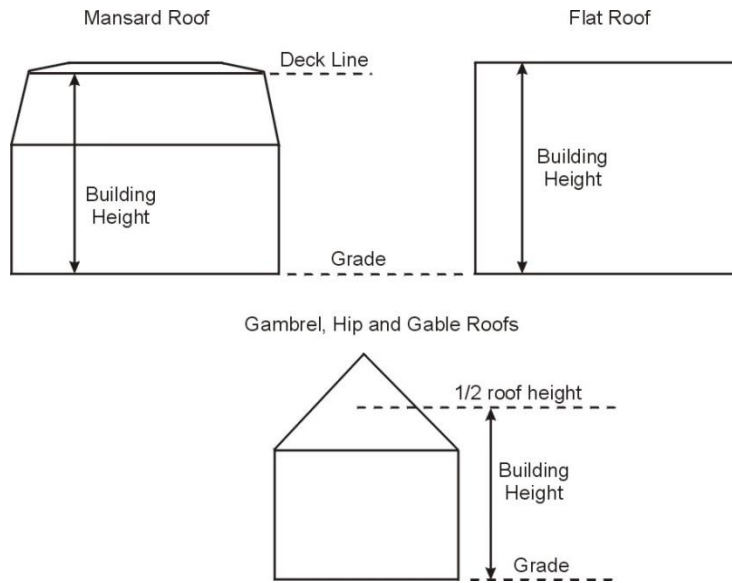 Mansard Roof
Flat Roof
Deck Line
Building
Height
Building
Height
Grade
Gambrel, Hip and Gable Roofs
1/2 roof height
Building
Height
Grade